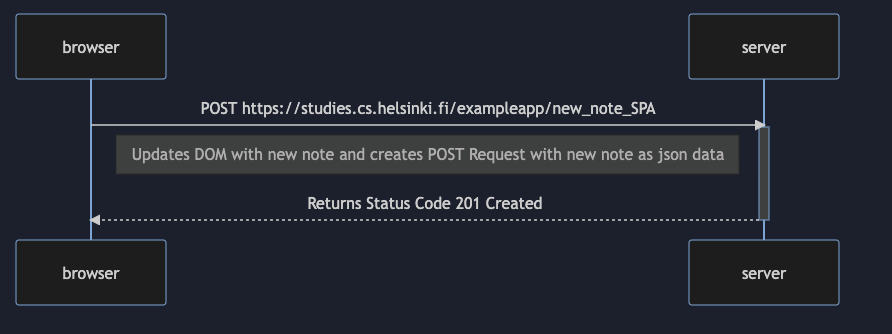 browser
server
POST https://studies.cs.helsinki.fi/exampleapp/new_note_SPA
Updates DOM with new note and creates POST Request with new note as json data
Returns Status Code 201 Created
browser
server